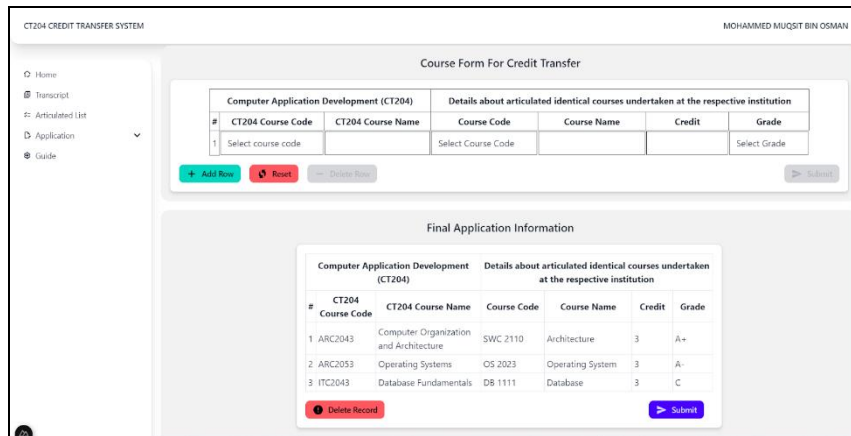 CT204 CREDIT TRANSFER SYSTEM
MOHAMMED MUQSIT BIN OSMAN
Home
Transcript
Articulated List
Application
Guide
Course Form For Credit Transfer
Computer Application Development (CT204) Details about articulated identical courses undertaken at the respective institution
# CT204 Course Code CT204 Course Name Course Code Course Name Credit Grade
1 Select course code Select Course Code Select Grade
+ Add Row Reset Delete Row Submit
Final Application Information
Computer Application Development Details about articulated identical courses undertaken
(CT204) at the respective institution
# CT204 Course Code CT204 Course Name Course Code Course Name Credit Grade
1 ARC2043 Computer Organization and Architecture SWC 2110 Architecture 3 A+
2 ARC2053 Operating Systems OS 2023 Operating System 3 A-
3 ITC2043 Database Fundamentals DB 1111 Database 3 C
Delete Record Submit